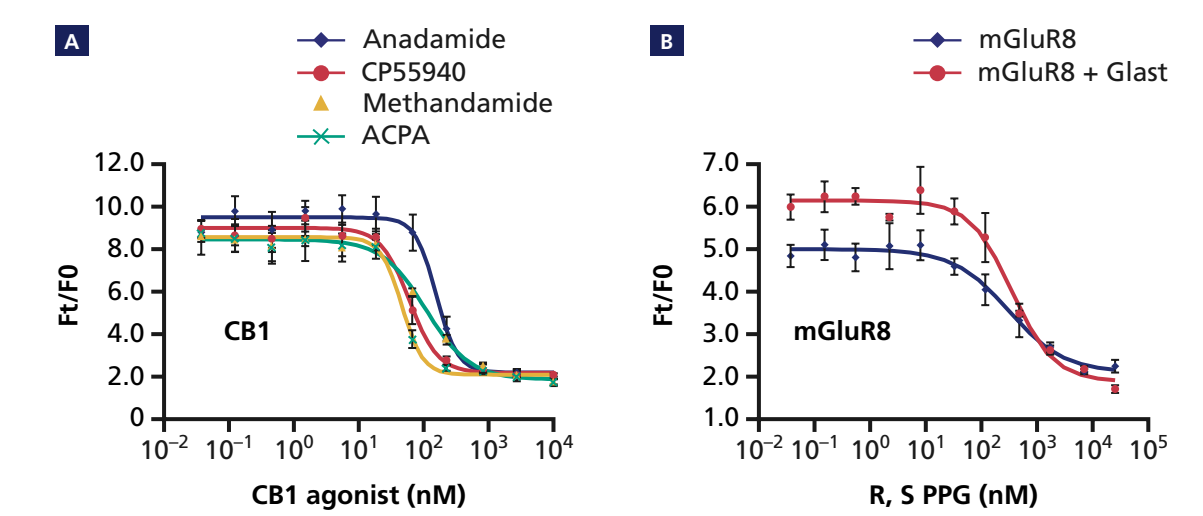 A
Anadamide
CP55940
Methandamide
ACPA
12.0
10.0
8.0
6.0
4.0
2.0
0
Ft/F0
CB1
10⁻² 10⁻¹ 10⁰ 10¹ 10² 10³ 10⁴
CB1 agonist (nM)
B
mGluR8
mGluR8 + Glast
7.0
6.0
5.0
4.0
3.0
2.0
1.0
Ft/F0
mGluR8
10⁻² 10⁻¹ 10⁰ 10¹ 10² 10³ 10⁴ 10⁵
R, S PPG (nM)